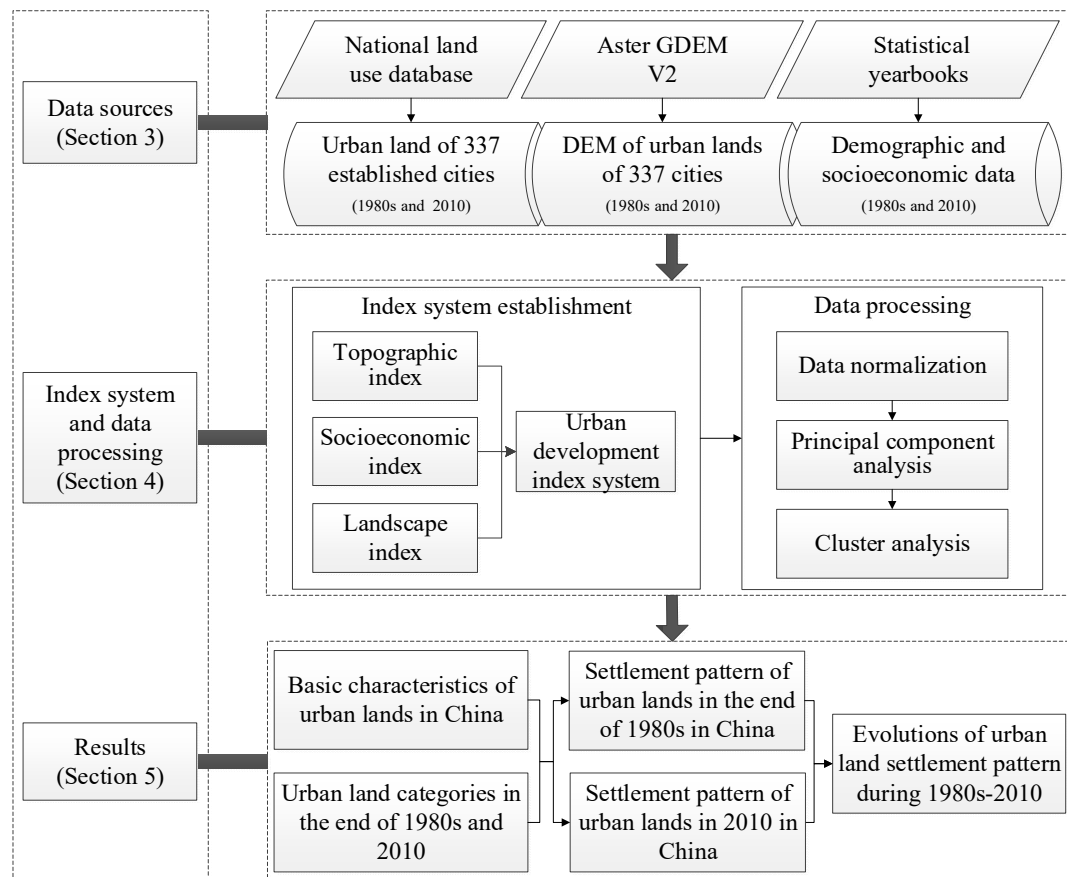 Data sources
(Section 3)
National land
use database
Aster GDEM
V2
Statistical
yearbooks
Urban land of 337
established cities
(1980s and 2010)
DEM of urban lands
of 337 cities
(1980s and 2010)
Demographic and
socioeconomic data
(1980s and 2010)
Index system
and data
processing
(Section 4)
Index system establishment
Topographic
index
Socioeconomic
index
Landscape
index
Urban
development
index system
Data processing
Data normalization
Principal component
analysis
Cluster analysis
Results
(Section 5)
Basic characteristics of
urban lands in China
Urban land categories in
the end of 1980s and
2010
Settlement pattern of
urban lands in the end
of 1980s in China
Settlement pattern of
urban lands in 2010 in
China
Evolutions of urban
land settlement pattern
during 1980s-2010